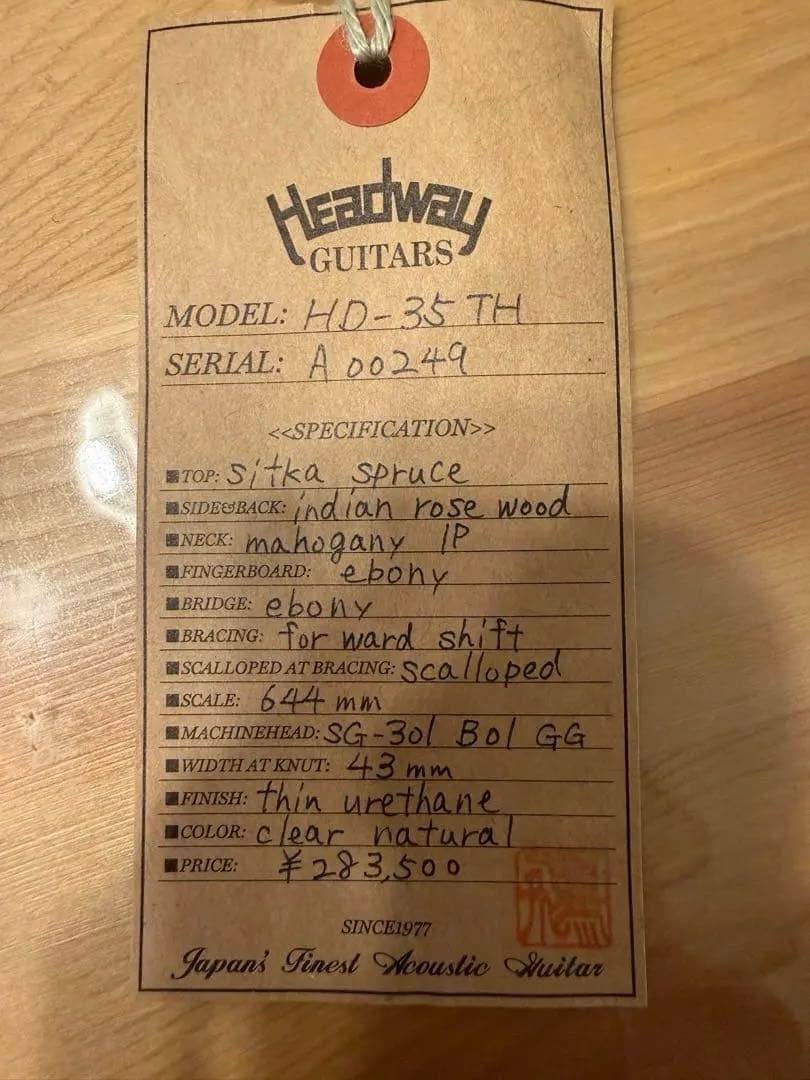 Headway
GUITARS
MODEL: HD-35 TH
SERIAL: A 00249
<<SPECIFICATION>>
■TOP: sitka spruce
■SIDE&BACK: indian rose wood
■NECK: mahogany 1P
■FINGERBOARD: ebony
■BRIDGE: ebony
■BRACING: for ward shift
■SCALLOPED AT BRACING: scalloped
■SCALE: 644 mm
■MACHINEHEAD: SG-301 B01 GG
■WIDTH AT KNUT: 43 mm
■FINISH: thin urethane
■COLOR: clear natural
■PRICE: ¥283,500
SINCE1977
Japan's Finest Acoustic Guitar